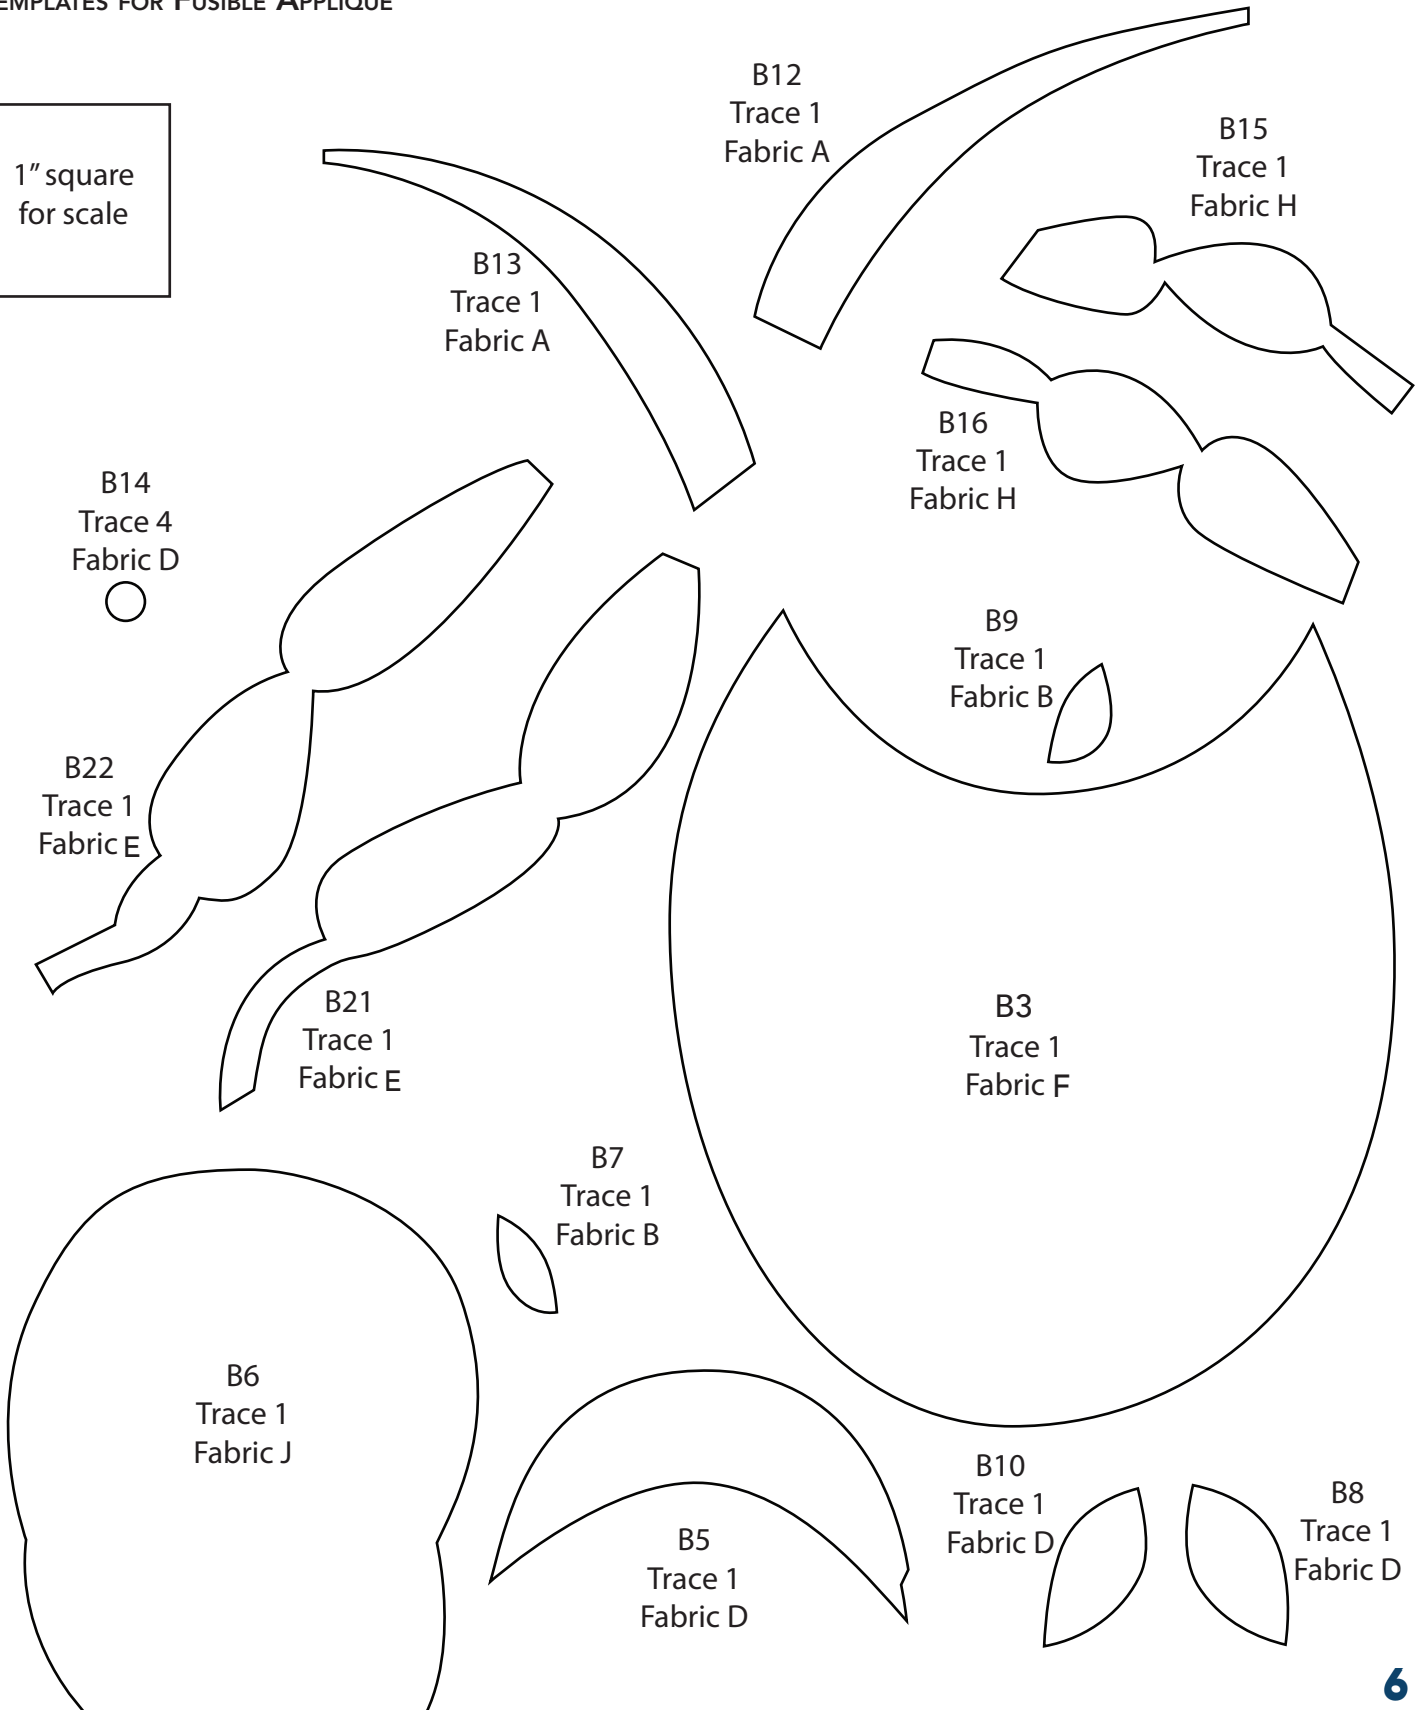 TEMPLATES FOR FUSIBLE APPLIQUÉ
B12
Trace 1
Fabric A
B15
Trace 1
Fabric H
1” square
for scale
B13
Trace 1
Fabric A
B16
Trace 1
Fabric H
B14
Trace 4
Fabric D
B9
Trace 1
Fabric B
B22
Trace 1
Fabric E
B21
Trace 1
Fabric E
B3
Trace 1
Fabric F
B7
Trace 1
Fabric B
B6
Trace 1
Fabric J
B10
Trace 1
Fabric D
B8
Trace 1
Fabric D
B5
Trace 1
Fabric D
6